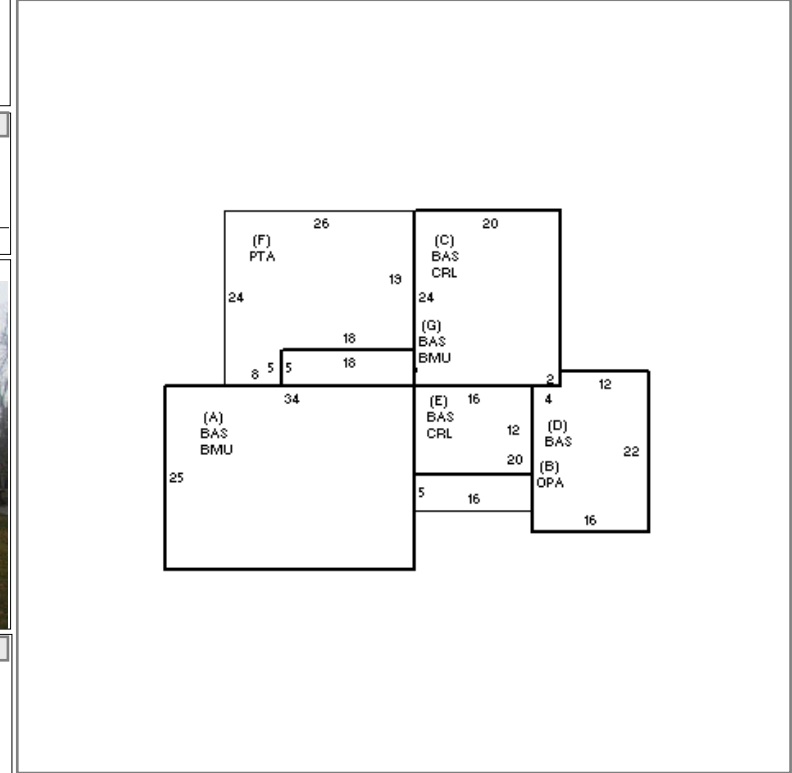 26
20
(F)
PTA
(C)
BAS
CRL
19
24
24
(G)
BAS
BMU
18
18
8
5
5
2
12
34
(A)
BAS
BMU
(E)
BAS
CRL
16
4
12
(D)
BAS
22
20
(B)
OPA
25
5
16
16